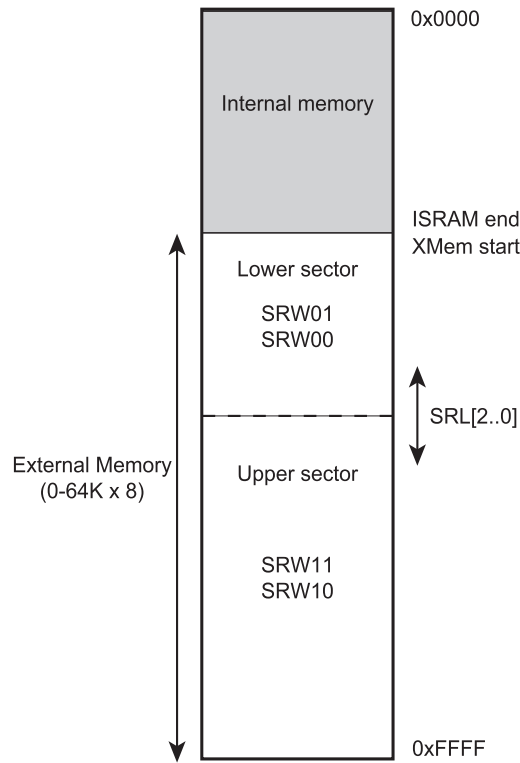 0x0000
Internal memory
ISRAM end
XMem start
Lower sector
SRW01
SRW00
SRL[2..0]
External Memory
(0-64K x 8)
Upper sector
SRW11
SRW10
0xFFFF